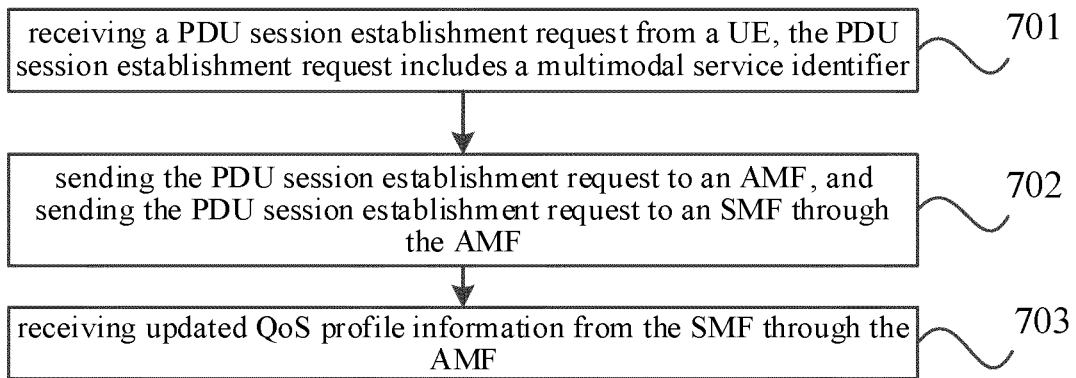 receiving a PDU session establishment request from a UE, the PDU
session establishment request includes a multimodal service identifier
701
sending the PDU session establishment request to an AMF, and
sending the PDU session establishment request to an SMF through
the AMF
702
receiving updated QoS profile information from the SMF through the
AMF
703